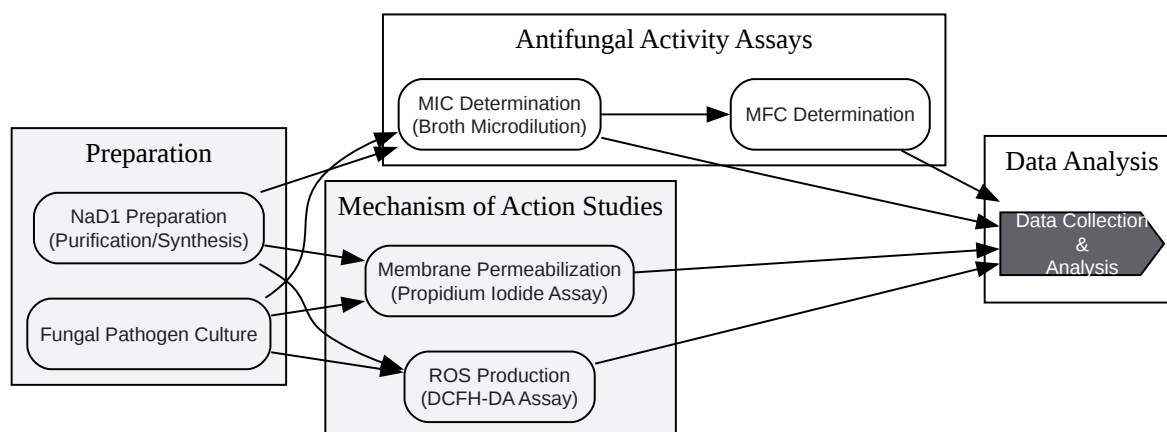 Antifungal Activity Assays
MIC Determination
(Broth Microdilution)
MFC Determination
Preparation
NaD1 Preparation
(Purification/Synthesis)
Fungal Pathogen Culture
Mechanism of Action Studies
Membrane Permeabilization
(Propidium Iodide Assay)
ROS Production
(DCFH-DA Assay)
Data Analysis
Data Collection
&
Analysis